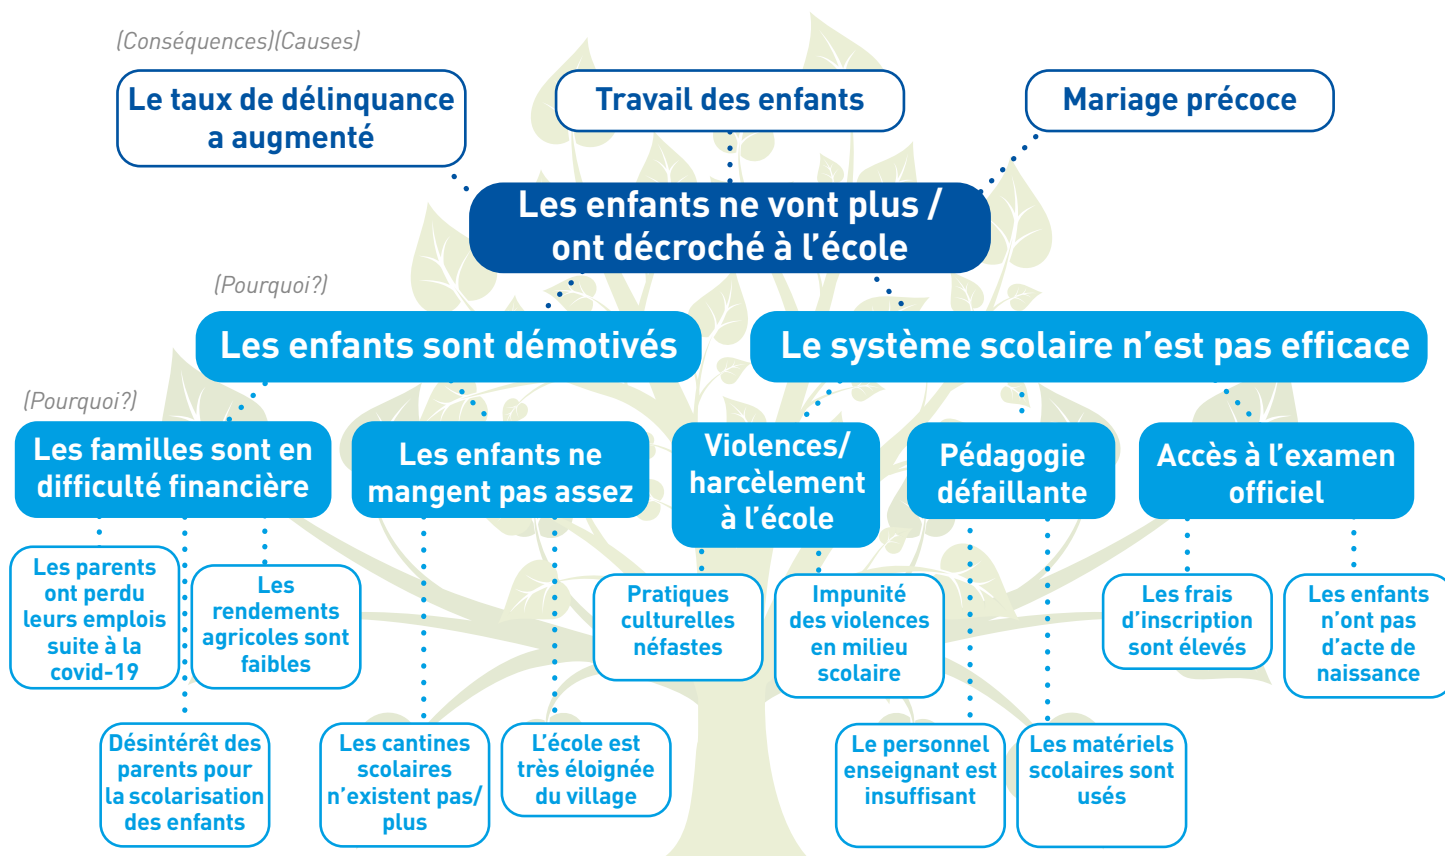 (Conséquences)(Causes)
Le taux de délinquance
a augmenté
Travail des enfants
Mariage précoce
Les enfants ne vont plus /
ont décroché à l’école
(Pourquoi?)
Les enfants sont démotivés
Le système scolaire n’est pas efficace
(Pourquoi?)
Les familles sont en
difficulté financière
Les enfants ne
mangent pas assez
Violences/
harcèlement
à l’école
Pédagogie
défaillante
Accès à l’examen
officiel
Les parents
ont perdu
leurs emplois
suite à la
covid-19
Les
rendements
agricoles sont
faibles
Pratiques
culturelles
néfastes
Impunité
des violences
en milieu
scolaire
Les frais
d’inscription
sont élevés
Les enfants
n’ont pas
d’acte de
naissance
Désintérêt des
parents pour
la scolarisation
des enfants
Les cantines
scolaires
n’existent pas/
plus
L’école est
très éloignée
du village
Le personnel
enseignant est
insuffisant
Les matériels
scolaires sont
usés